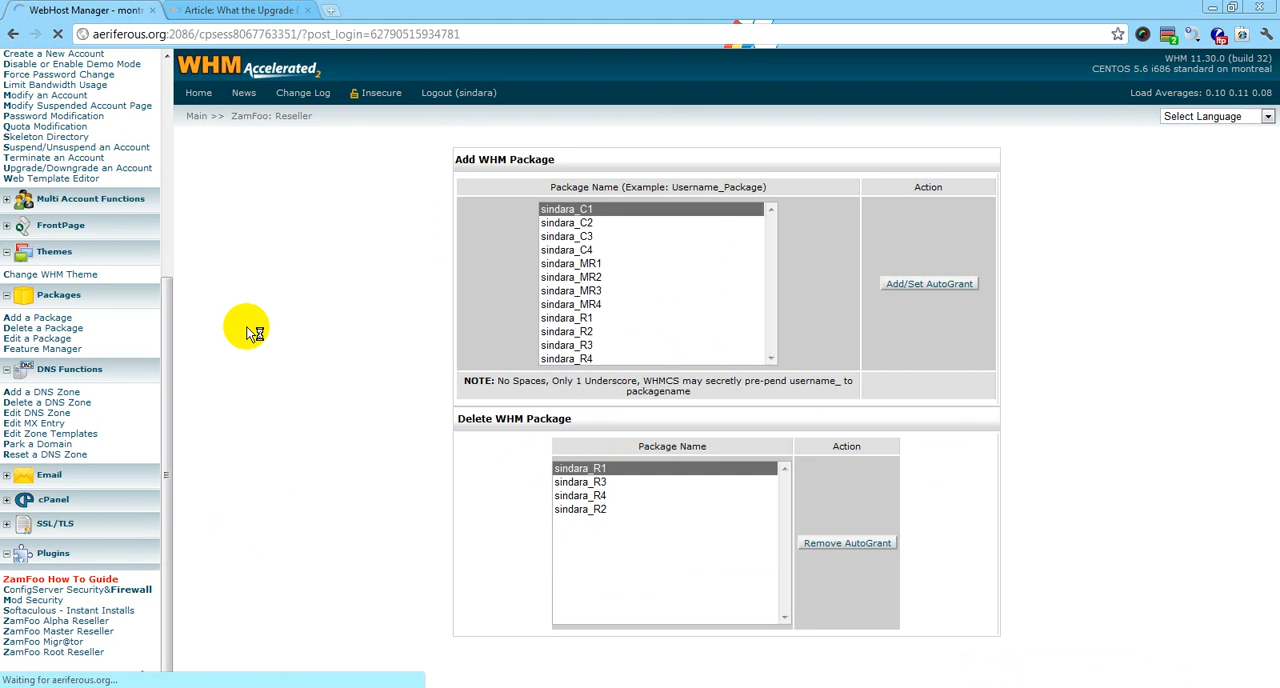 WebHost Manager - montr
Article: What the Upgrade D
aeriferous.org:2086/cpsess8067763351/?post_login=62790515934781
Create a New Account
Disable or Enable Demo Mode
Force Password Change
Limit Bandwidth Usage
Modify an Account
Modify Suspended Account Page
Password Modification
Quota Modification
Skeleton Directory
Suspend/Unsuspend an Account
Terminate an Account
Upgrade/Downgrade an Account
Web Template Editor
Multi Account Functions
FrontPage
Themes
Change WHM Theme
Packages
Add a Package
Delete a Package
Edit a Package
Feature Manager
DNS Functions
Add a DNS Zone
Delete a DNS Zone
Edit DNS Zone
Edit MX Entry
Edit Zone Templates
Park a Domain
Reset a DNS Zone
Email
cPanel
SSL/TLS
Plugins
ZamFoo How To Guide
ConfigServer Security&Firewall
Mod Security
Softaculous - Instant Installs
ZamFoo Alpha Reseller
ZamFoo Master Reseller
ZamFoo Migr@tor
ZamFoo Root Reseller
Waiting for aeriferous.org...
WHM Accelerated2
WHM 11.30.0 (build 32)
CENTOS 5.6 i686 standard on montreal
Home News Change Log Insecure Logout (sindara)
Load Averages: 0.10 0.11 0.08
Main >> ZamFoo: Reseller
Select Language
Add WHM Package
Package Name (Example: Username_Package) Action
sindara_C1
sindara_C2
sindara_C3
sindara_C4
sindara_MR1
sindara_MR2
sindara_MR3
sindara_MR4
sindara_R1
sindara_R2
sindara_R3
sindara_R4
Add/Set AutoGrant
NOTE: No Spaces, Only 1 Underscore, WHMCS may secretly pre-pend username_ to
packagename
Delete WHM Package
Package Name Action
sindara_R1
sindara_R3
sindara_R4
sindara_R2
Remove AutoGrant